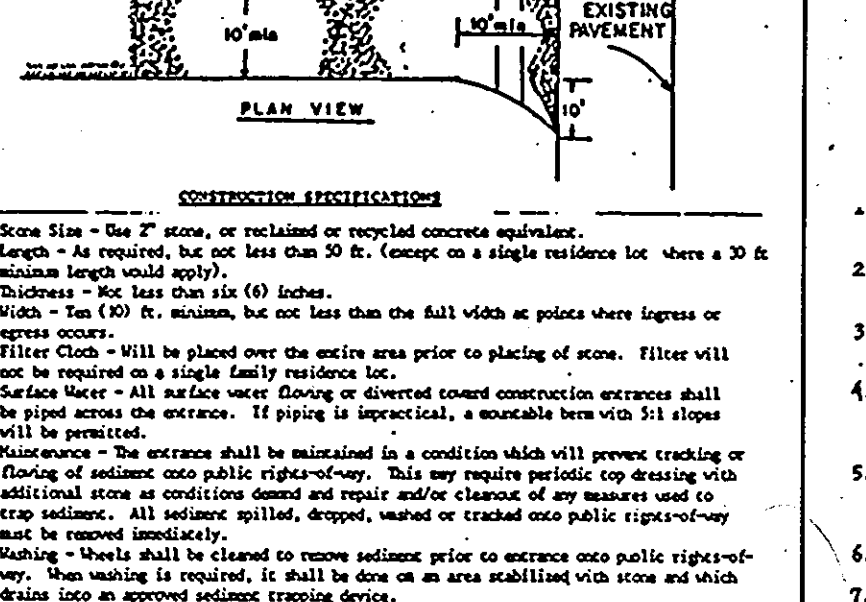 10' min
10' min
EXISTING
PAVEMENT
PLAN VIEW
10'
CONSTRUCTION SPECIFICATIONS
Stone Size - Use 2" stone, or reclaimed or recycled concrete equivalent.
Length - As required, but not less than 50 ft. (except on a single residence lot where a 30 ft
minimum length would apply).
Thickness - Not less than six (6) inches.
Width - Ten (10) ft. minimum, but not less than the full width at points where ingress or
egress occurs.
Filter Cloth - Will be placed over the entire area prior to placing of stone. Filter will
not be required on a single family residence lot.
Surface Water - All surface water flowing or diverted toward construction entrances shall
be piped across the entrance. If piping is impractical, a mountable berm with 5:1 slopes
will be permitted.
Maintenance - The entrance shall be maintained in a condition which will prevent tracking or
flowing of sediment onto public rights-of-way. This may require periodic top dressing with
additional stone as conditions demand and repair and/or cleanout of any measures used to
trap sediment. All sediment spilled, dropped, washed or tracked onto public rights-of-way
must be removed immediately.
Washing - Wheels shall be cleaned to remove sediment prior to entrance onto public rights-of-
way. When washing is required, it shall be done on an area stabilized with stone and which
drains into an approved sediment trapping device.
1.
2.
3.
4.
5.
6.
7.